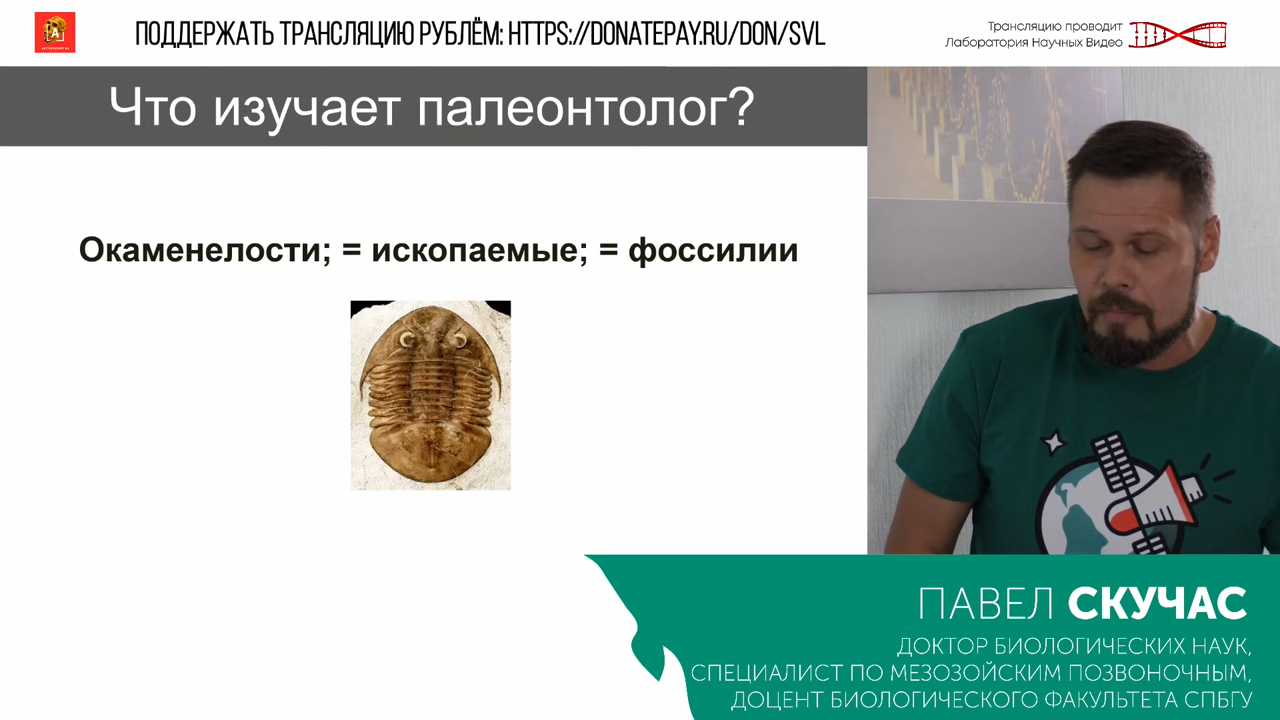 ПОДДЕРЖАТЬ ТРАНСЛЯЦИЮ РУБЛЁМ: HTTPS://DONATEPAY.RU/DON/SVL
Трансляцию проводит
Лаборатория Научных Видео
Что изучает палеонтолог?
Окаменелости; = ископаемые; = фоссилии
ПАВЕЛ СКУЧАС
ДОКТОР БИОЛОГИЧЕСКИХ НАУК,
СПЕЦИАЛИСТ ПО МЕЗОЗОЙСКИМ ПОЗВОНОЧНЫМ,
ДОЦЕНТ БИОЛОГИЧЕСКОГО ФАКУЛЬТЕТА СПБГУ